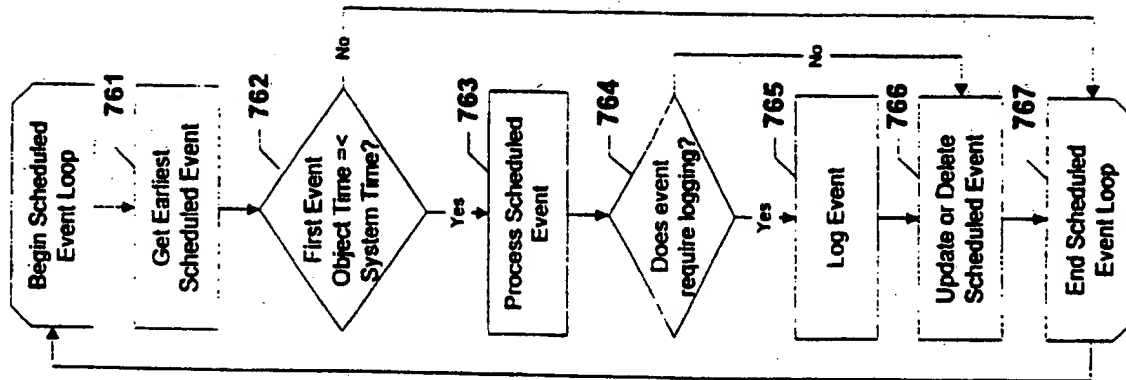 Begin Scheduled
Event Loop
761
Get Earliest
Scheduled Event
762
First Event
Object Time =<
System Time?
No
Yes
763
Process Scheduled
Event
764
Does event
require logging?
No
Yes
765
Log Event
766
Update or Delete
Scheduled Event
767
End Scheduled
Event Loop